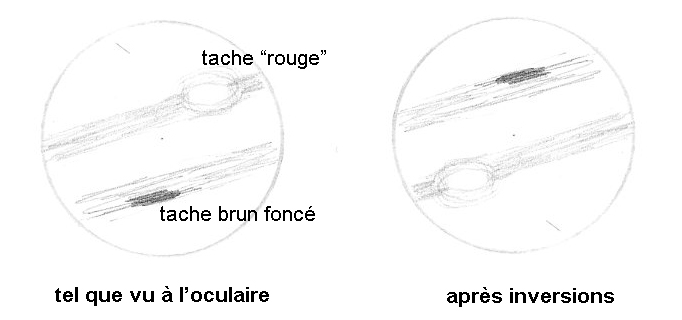 tache “rouge”
tache brun foncé
tel que vu à l’oculaire
après inversions